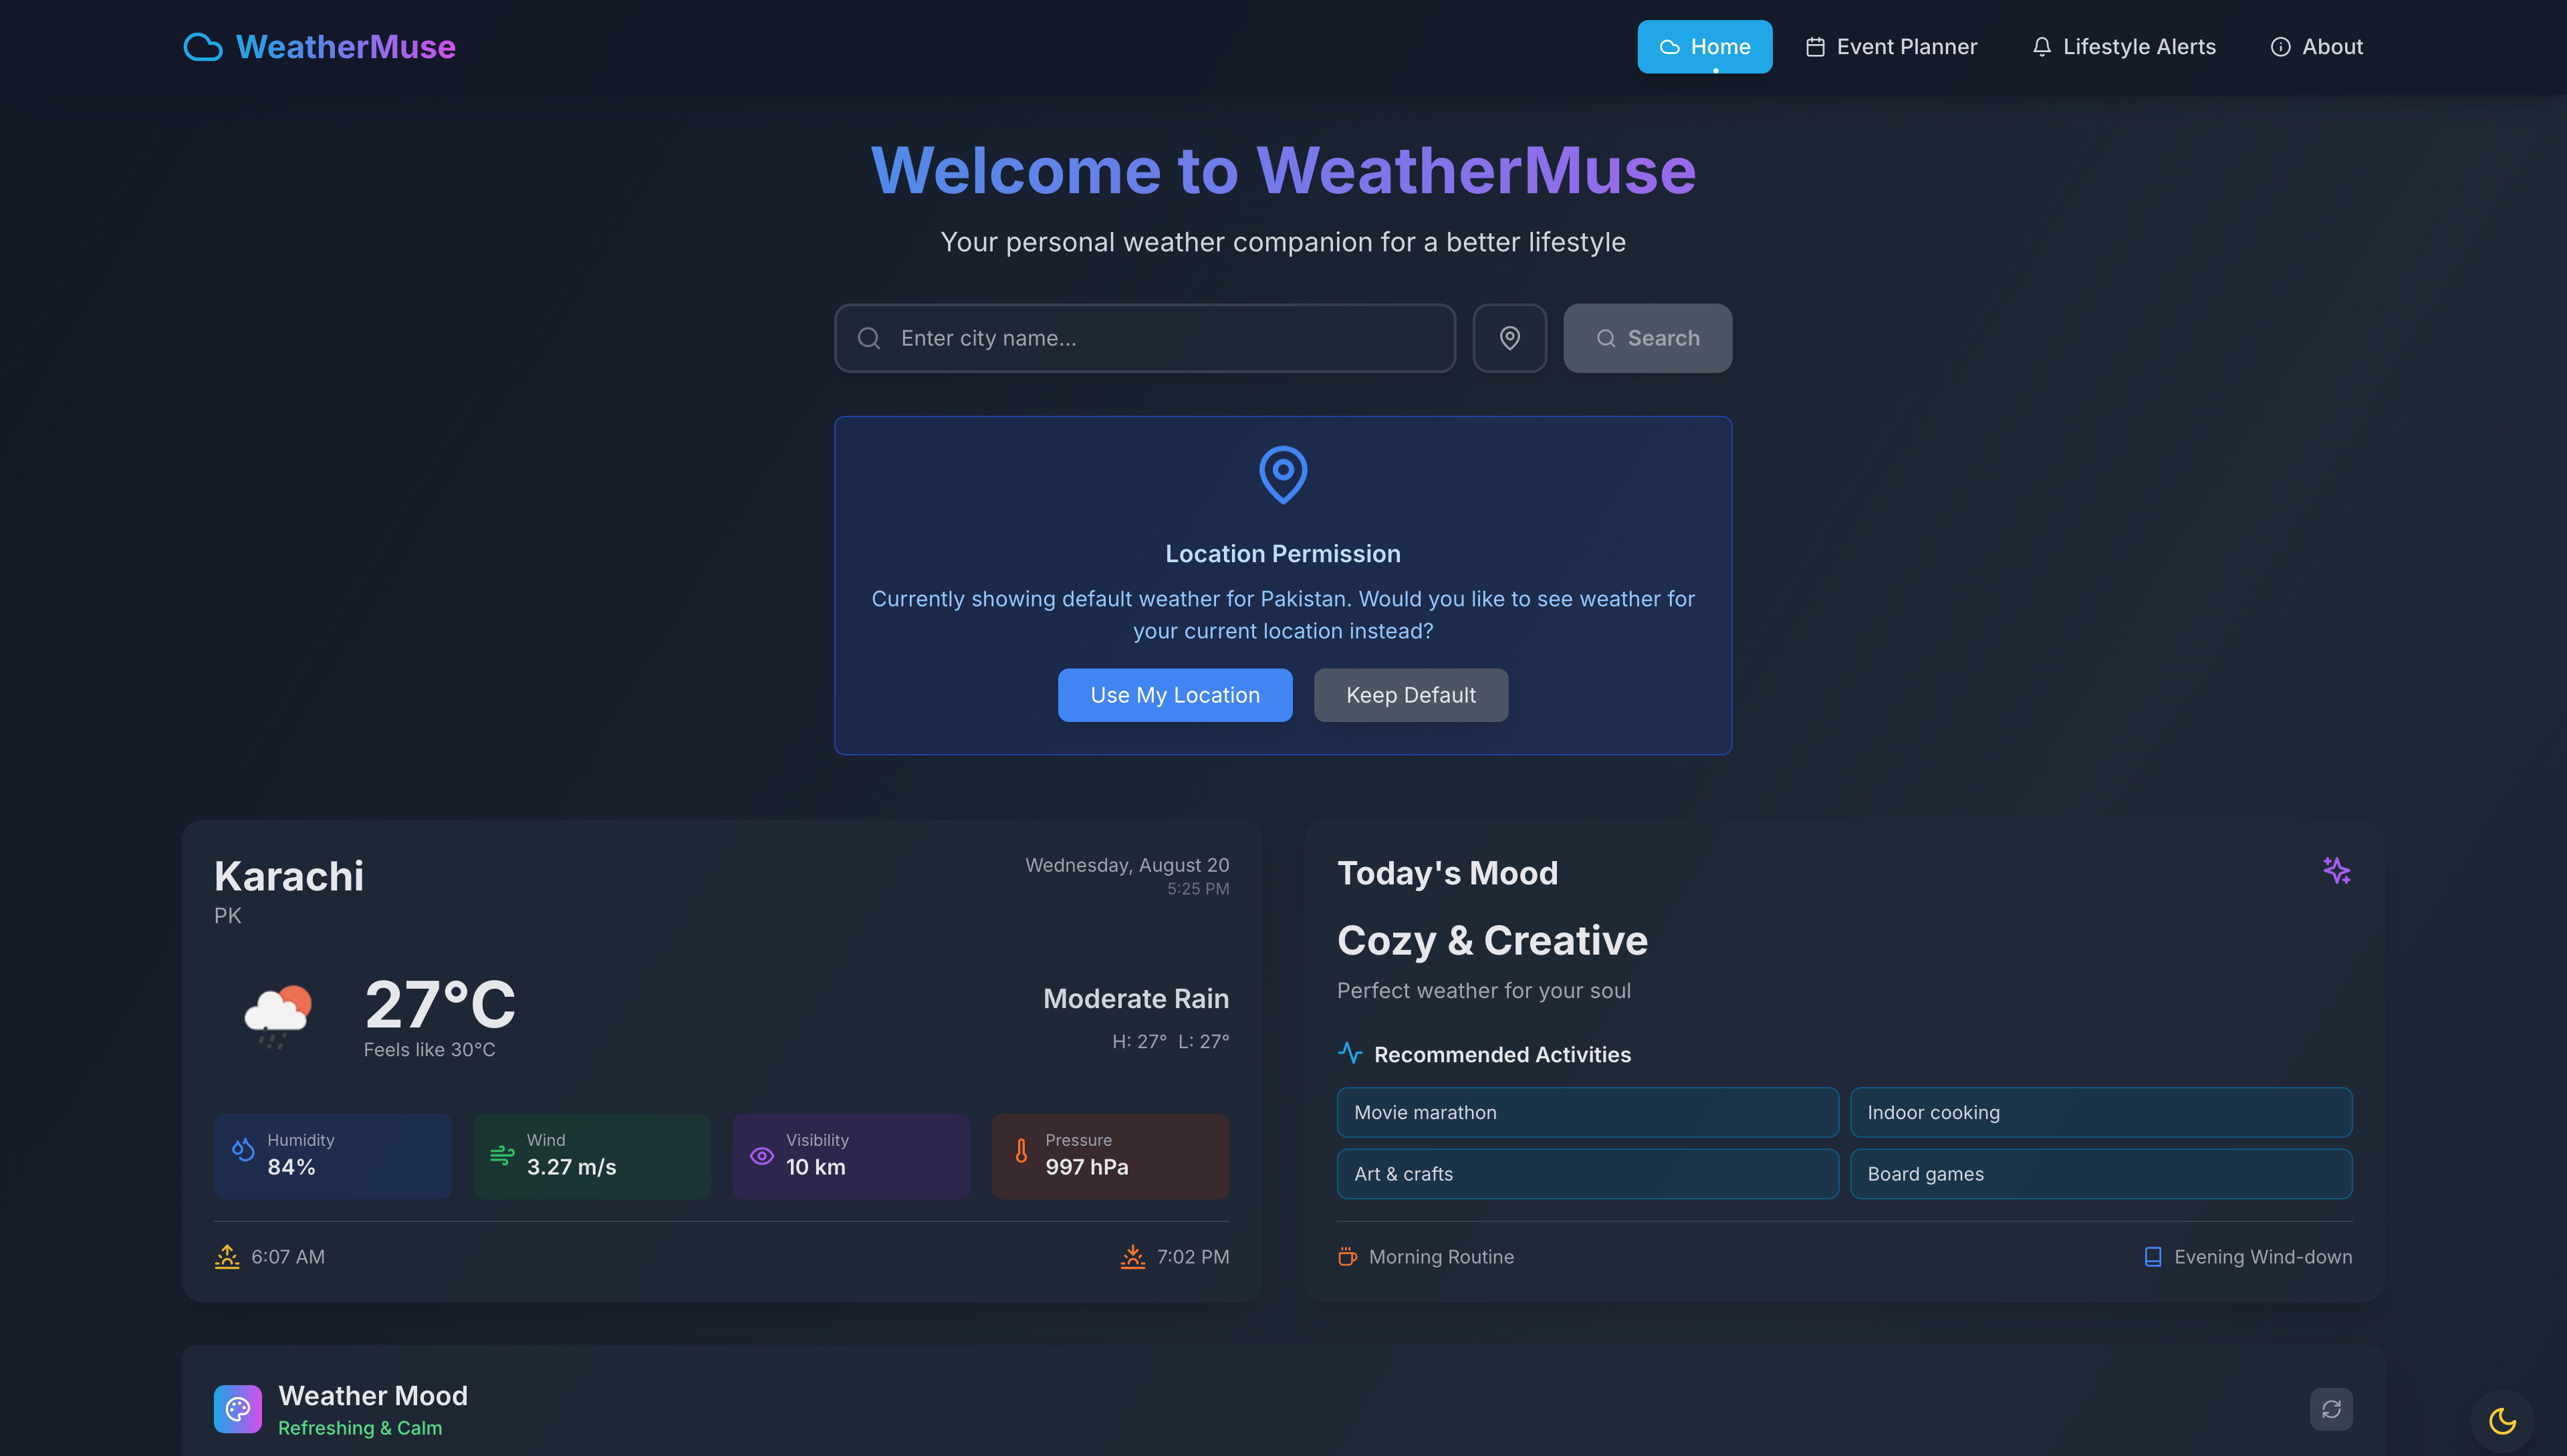 WeatherMuse
Home
Event Planner
Lifestyle Alerts
About
Welcome to WeatherMuse
Your personal weather companion for a better lifestyle
Enter city name...
Search
Location Permission
Currently showing default weather for Pakistan. Would you like to see weather for
your current location instead?
Use My Location
Keep Default
Karachi
PK
Wednesday, August 20
5:25 PM
27°C
Feels like 30°C
Moderate Rain
H: 27° L: 27°
Humidity
84%
Wind
3.27 m/s
Visibility
10 km
Pressure
997 hPa
6:07 AM
7:02 PM
Today's Mood
Cozy & Creative
Perfect weather for your soul
Recommended Activities
Movie marathon
Indoor cooking
Art & crafts
Board games
Morning Routine
Evening Wind-down
Weather Mood
Refreshing & Calm